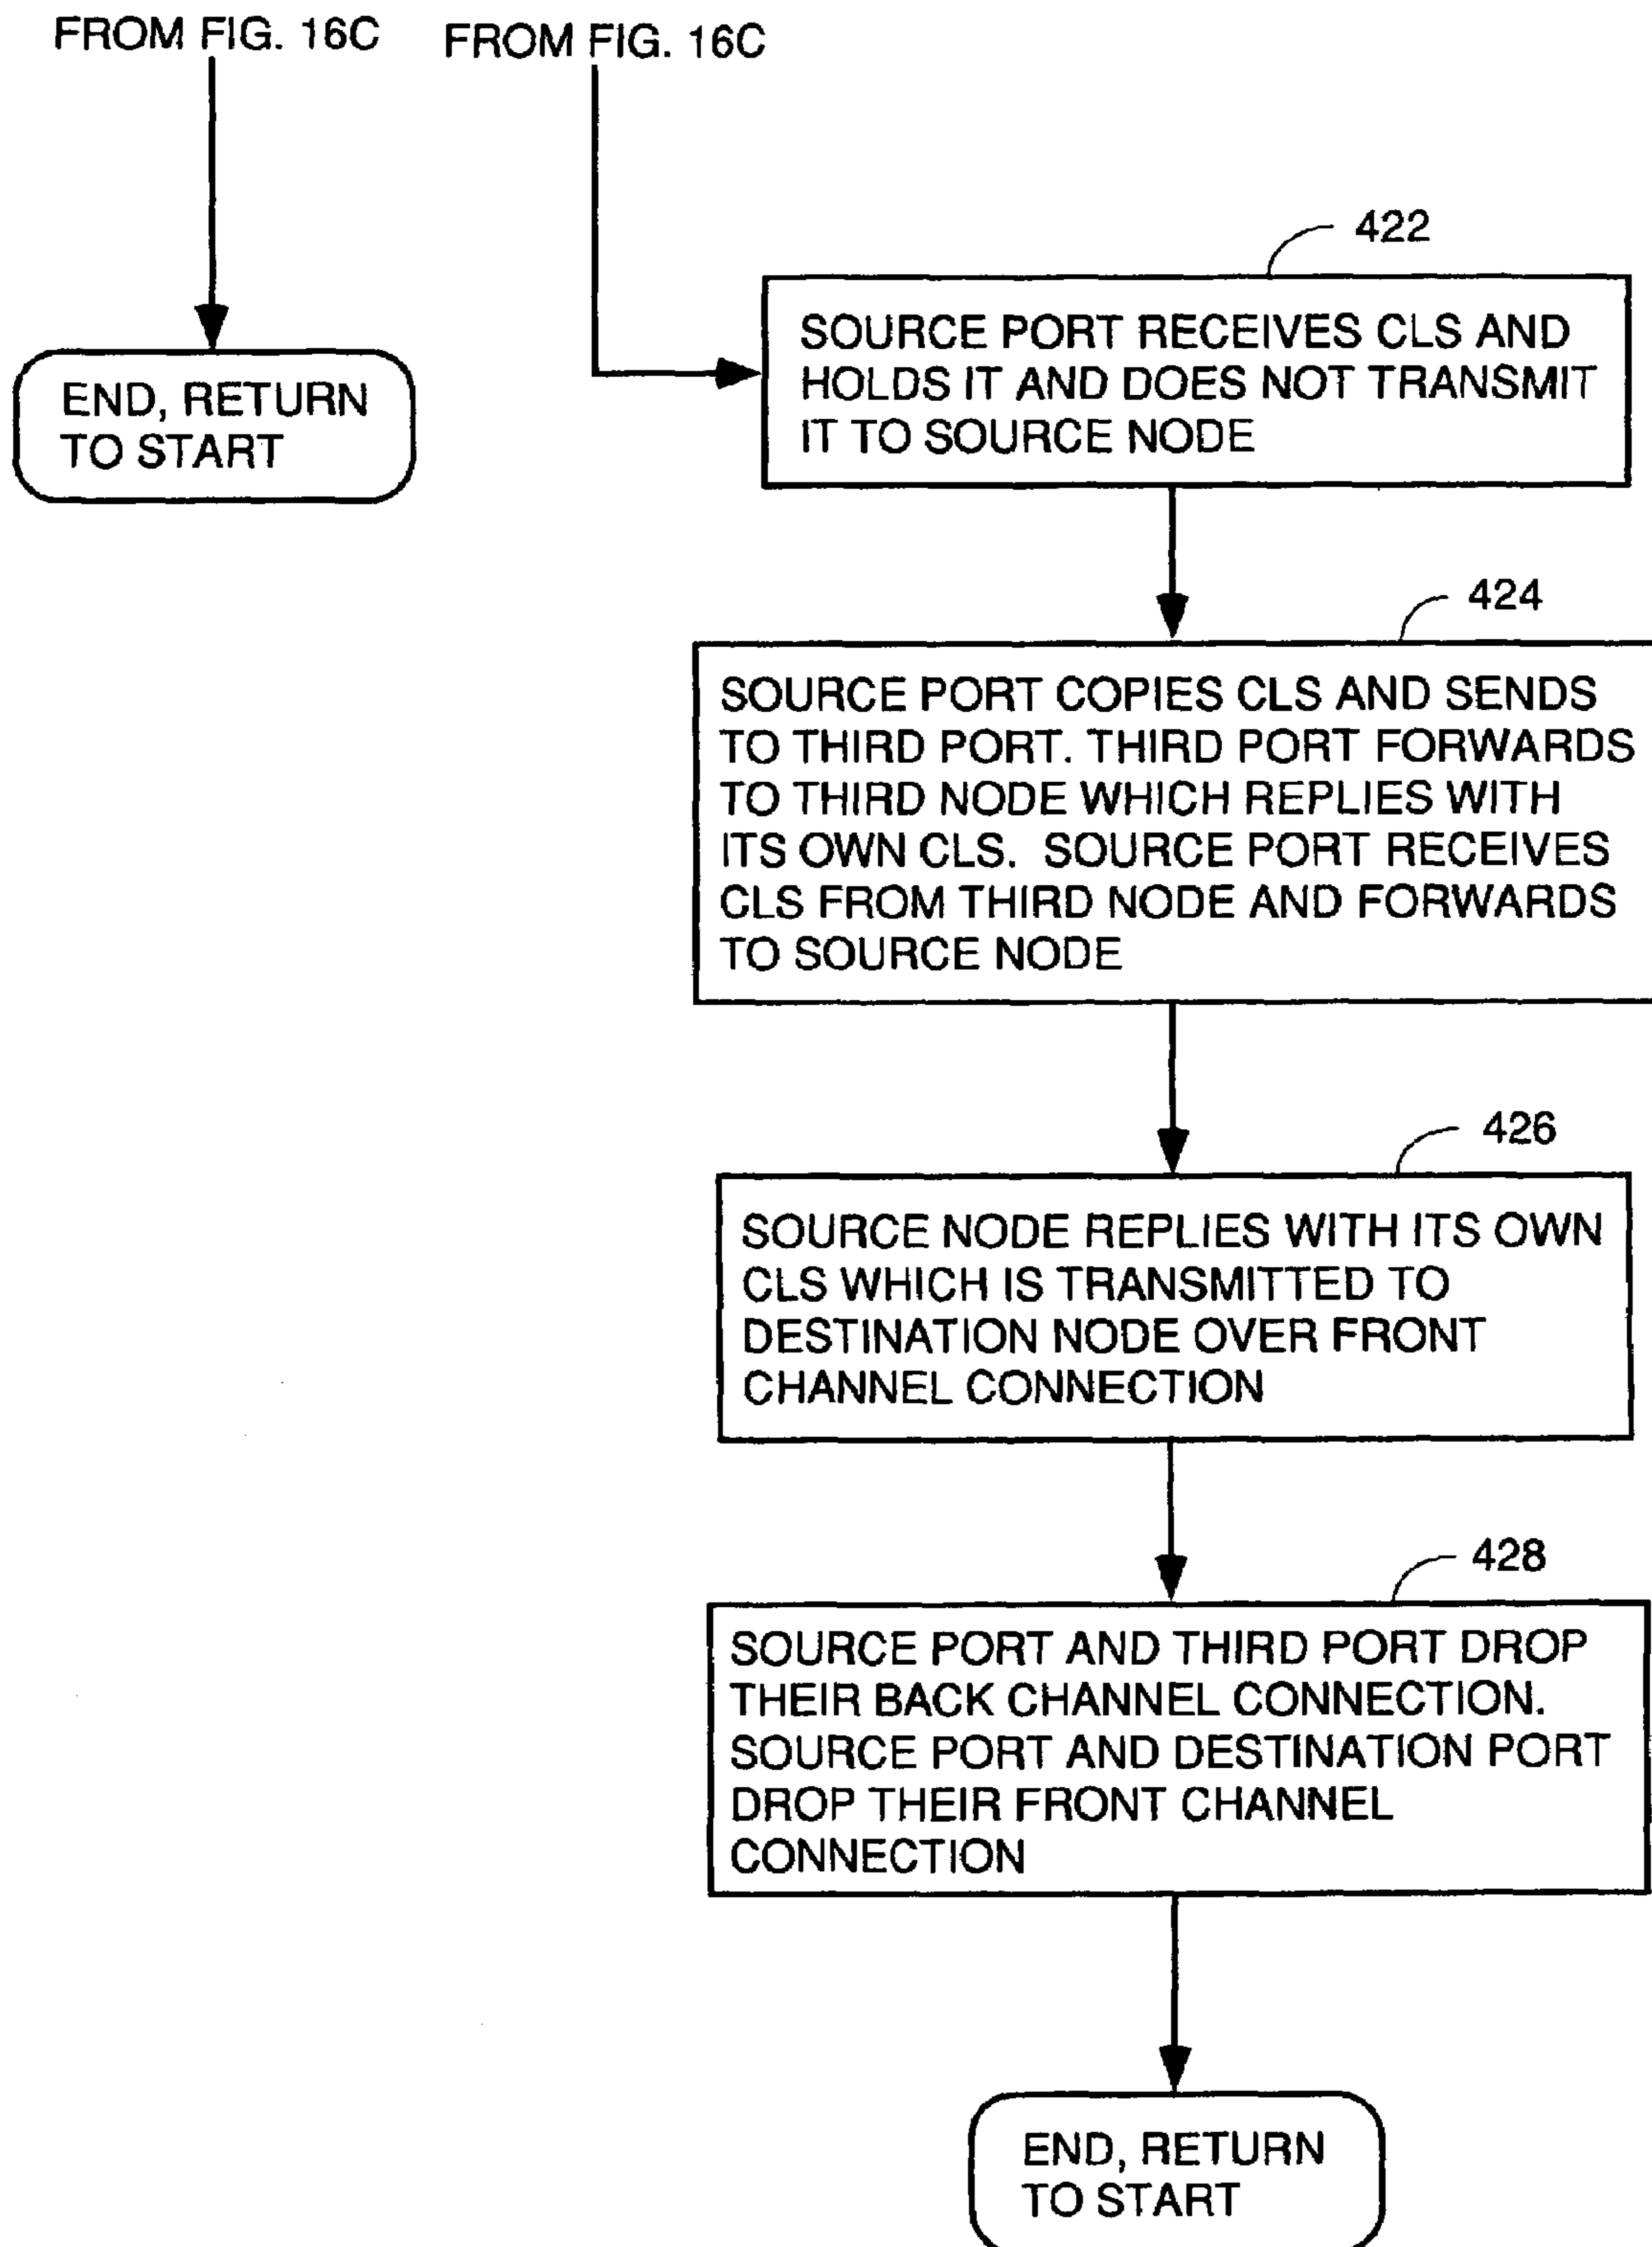 FROM FIG. 16C
FROM FIG. 16C
END, RETURN
TO START
422
SOURCE PORT RECEIVES CLS AND
HOLDS IT AND DOES NOT TRANSMIT
IT TO SOURCE NODE
424
SOURCE PORT COPIES CLS AND SENDS
TO THIRD PORT. THIRD PORT FORWARDS
TO THIRD NODE WHICH REPLIES WITH
ITS OWN CLS. SOURCE PORT RECEIVES
CLS FROM THIRD NODE AND FORWARDS
TO SOURCE NODE
426
SOURCE NODE REPLIES WITH ITS OWN
CLS WHICH IS TRANSMITTED TO
DESTINATION NODE OVER FRONT
CHANNEL CONNECTION
428
SOURCE PORT AND THIRD PORT DROP
THEIR BACK CHANNEL CONNECTION.
SOURCE PORT AND DESTINATION PORT
DROP THEIR FRONT CHANNEL
CONNECTION
END, RETURN
TO START